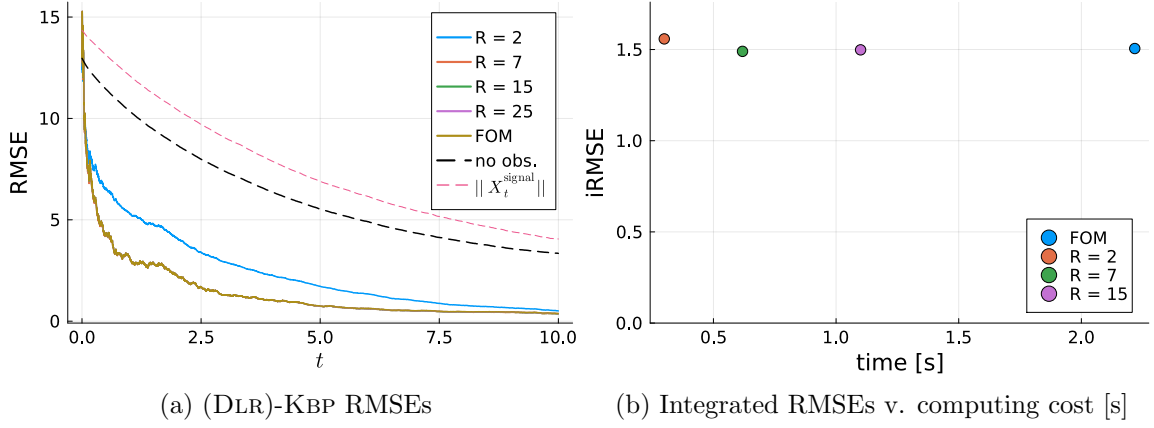 15
10
5
0
0.0
2.5
5.0
7.5
10.0
RMSE
t
R = 2
R = 7
R = 15
R = 25
FOM
no obs.
|| X_t^signal ||
(a) (DLR)-KBP RMSEs
1.5
1.0
0.5
0.0
0.5
1.0
1.5
2.0
iRMSE
time [s]
FOM
R = 2
R = 7
R = 15
(b) Integrated RMSEs v. computing cost [s]